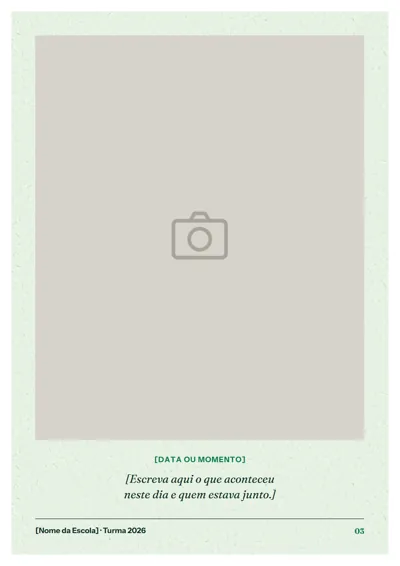 [DATA OU MOMENTO]
[Escreva aqui o que aconteceu
neste dia e quem estava junto.]
[Nome da Escola] · Turma 2026
03